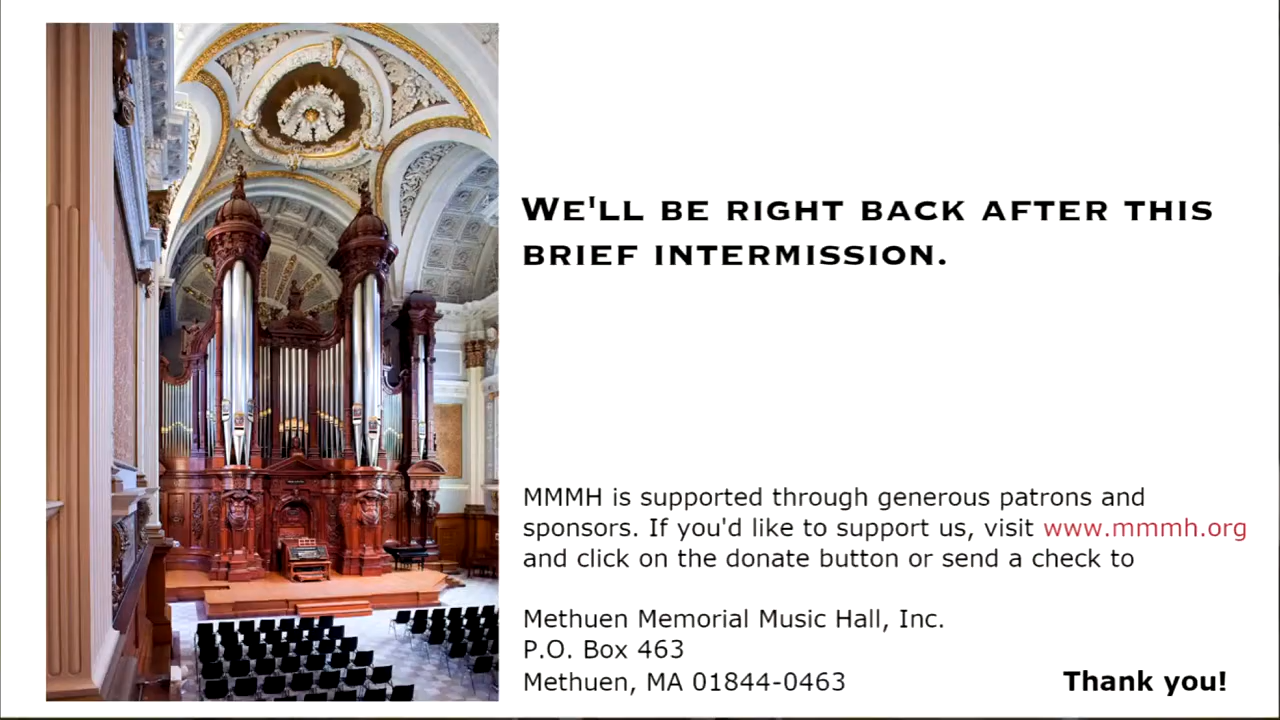 We'll be right back after this
brief intermission.
MMMH is supported through generous patrons and
sponsors. If you'd like to support us, visit www.mmmh.org
and click on the donate button or send a check to
Methuen Memorial Music Hall, Inc.
P.O. Box 463
Methuen, MA 01844-0463
Thank you!